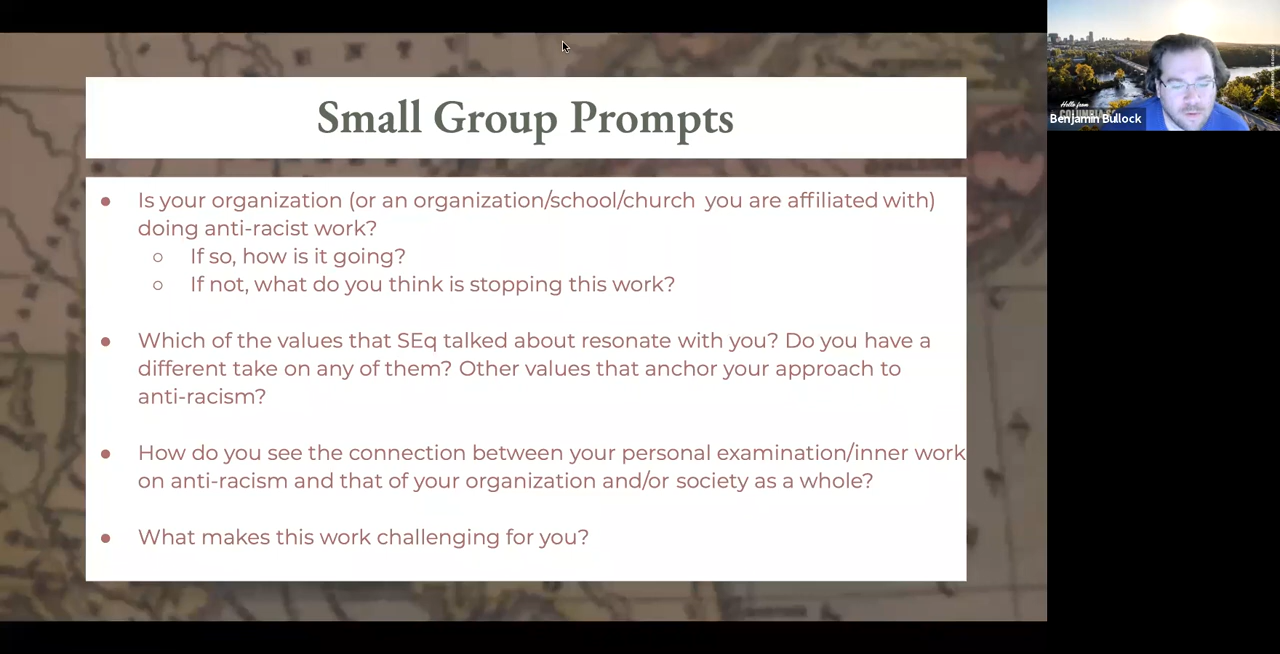 Small Group Prompts
● Is your organization (or an organization/school/church you are affiliated with)
doing anti-racist work?
○ If so, how is it going?
○ If not, what do you think is stopping this work?
● Which of the values that SEq talked about resonate with you? Do you have a
different take on any of them? Other values that anchor your approach to
anti-racism?
● How do you see the connection between your personal examination/inner work
on anti-racism and that of your organization and/or society as a whole?
● What makes this work challenging for you?
Hello from
Benjamin Bullock